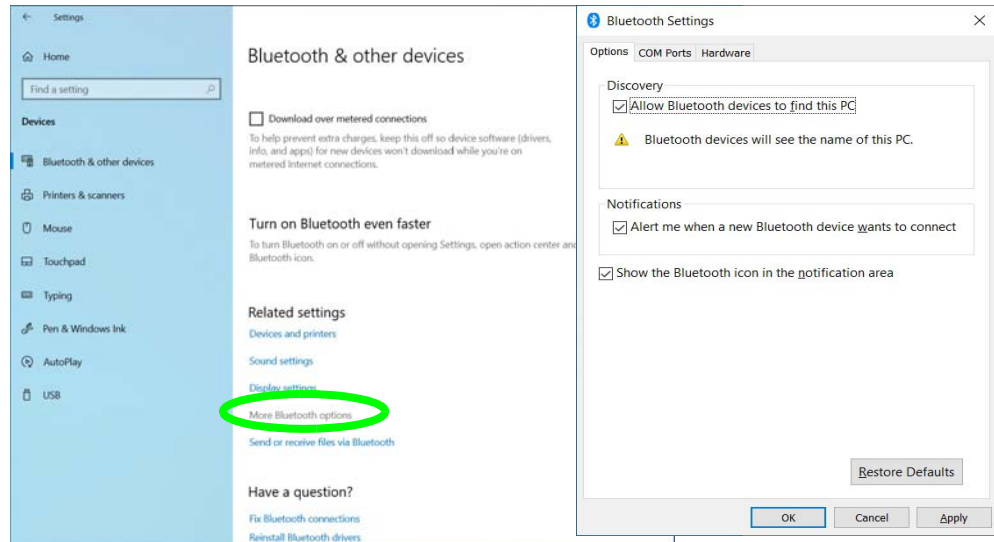 Settings
Home
Find a setting
Devices
Bluetooth & other devices
Printers & scanners
Mouse
Touchpad
Typing
Pen & Windows Ink
AutoPlay
USB
Bluetooth & other devices
Download over metered connections
To help prevent extra charges, keep this off so device software (drivers,
info, and apps) for new devices won't download while you're on
metered Internet connections.
Turn on Bluetooth even faster
To turn Bluetooth on or off without opening Settings, open action center and
Bluetooth icon.
Related settings
Devices and printers
Sound settings
Display settings
More Bluetooth options
Send or receive files via Bluetooth
Have a question?
Fix Bluetooth connections
Reinstall Bluetooth drivers
Bluetooth Settings
Options COM Ports Hardware
Discovery
Allow Bluetooth devices to find this PC
Bluetooth devices will see the name of this PC.
Notifications
Alert me when a new Bluetooth device wants to connect
Show the Bluetooth icon in the notification area
Restore Defaults
OK Cancel Apply